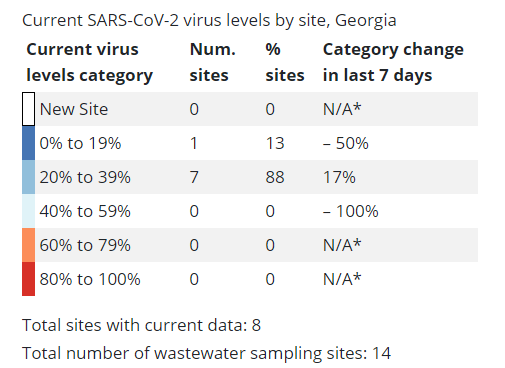 Current SARS-CoV-2 virus levels by site, Georgia
Current virus levels category Num. sites % sites Category change in last 7 days
New Site 0 0 N/A*
0% to 19% 1 13 – 50%
20% to 39% 7 88 17%
40% to 59% 0 0 – 100%
60% to 79% 0 0 N/A*
80% to 100% 0 0 N/A*
Total sites with current data: 8
Total number of wastewater sampling sites: 14